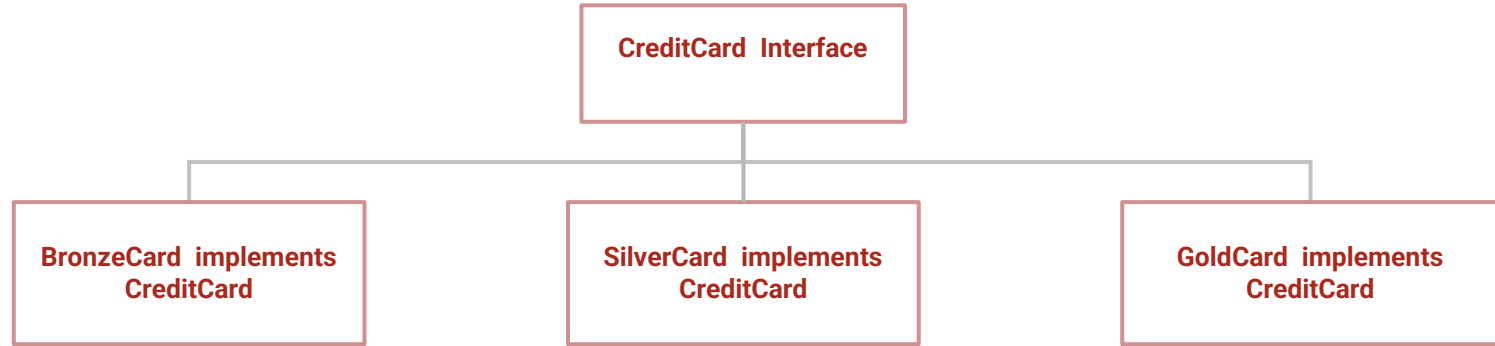 CreditCard Interface
BronzeCard implements
CreditCard
SilverCard implements
CreditCard
GoldCard implements
CreditCard